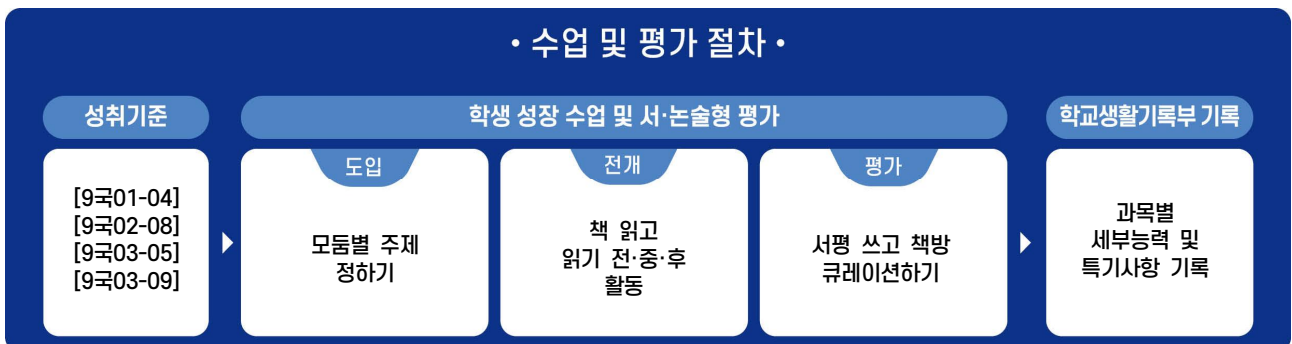 • 수업 및 평가 절차 •
성취기준
학생 성장 수업 및 서·논술형 평가
학교생활기록부 기록
[9국01-04]
[9국02-08]
[9국03-05]
[9국03-09]
도입
모둠별 주제
정하기
전개
책 읽고
읽기 전·중·후
활동
평가
서평 쓰고 책방
큐레이션하기
과목별
세부능력 및
특기사항 기록